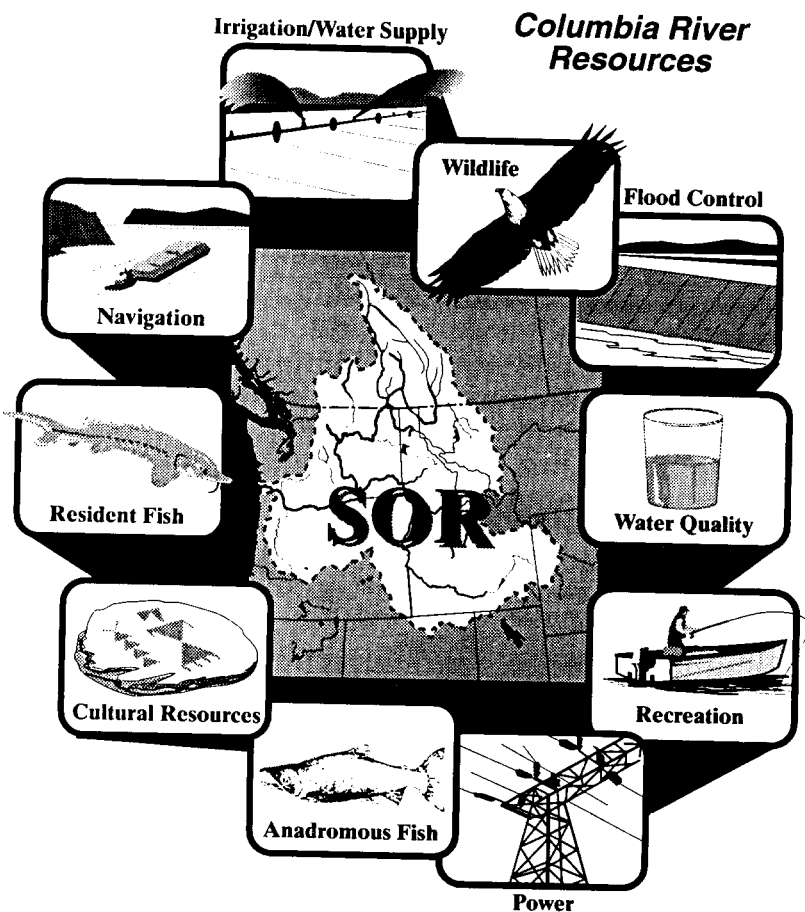 Columbia River
Resources
Irrigation/Water Supply
Wildlife
Flood Control
Navigation
Resident Fish
SOR
Water Quality
Cultural Resources
Recreation
Anadromous Fish
Power